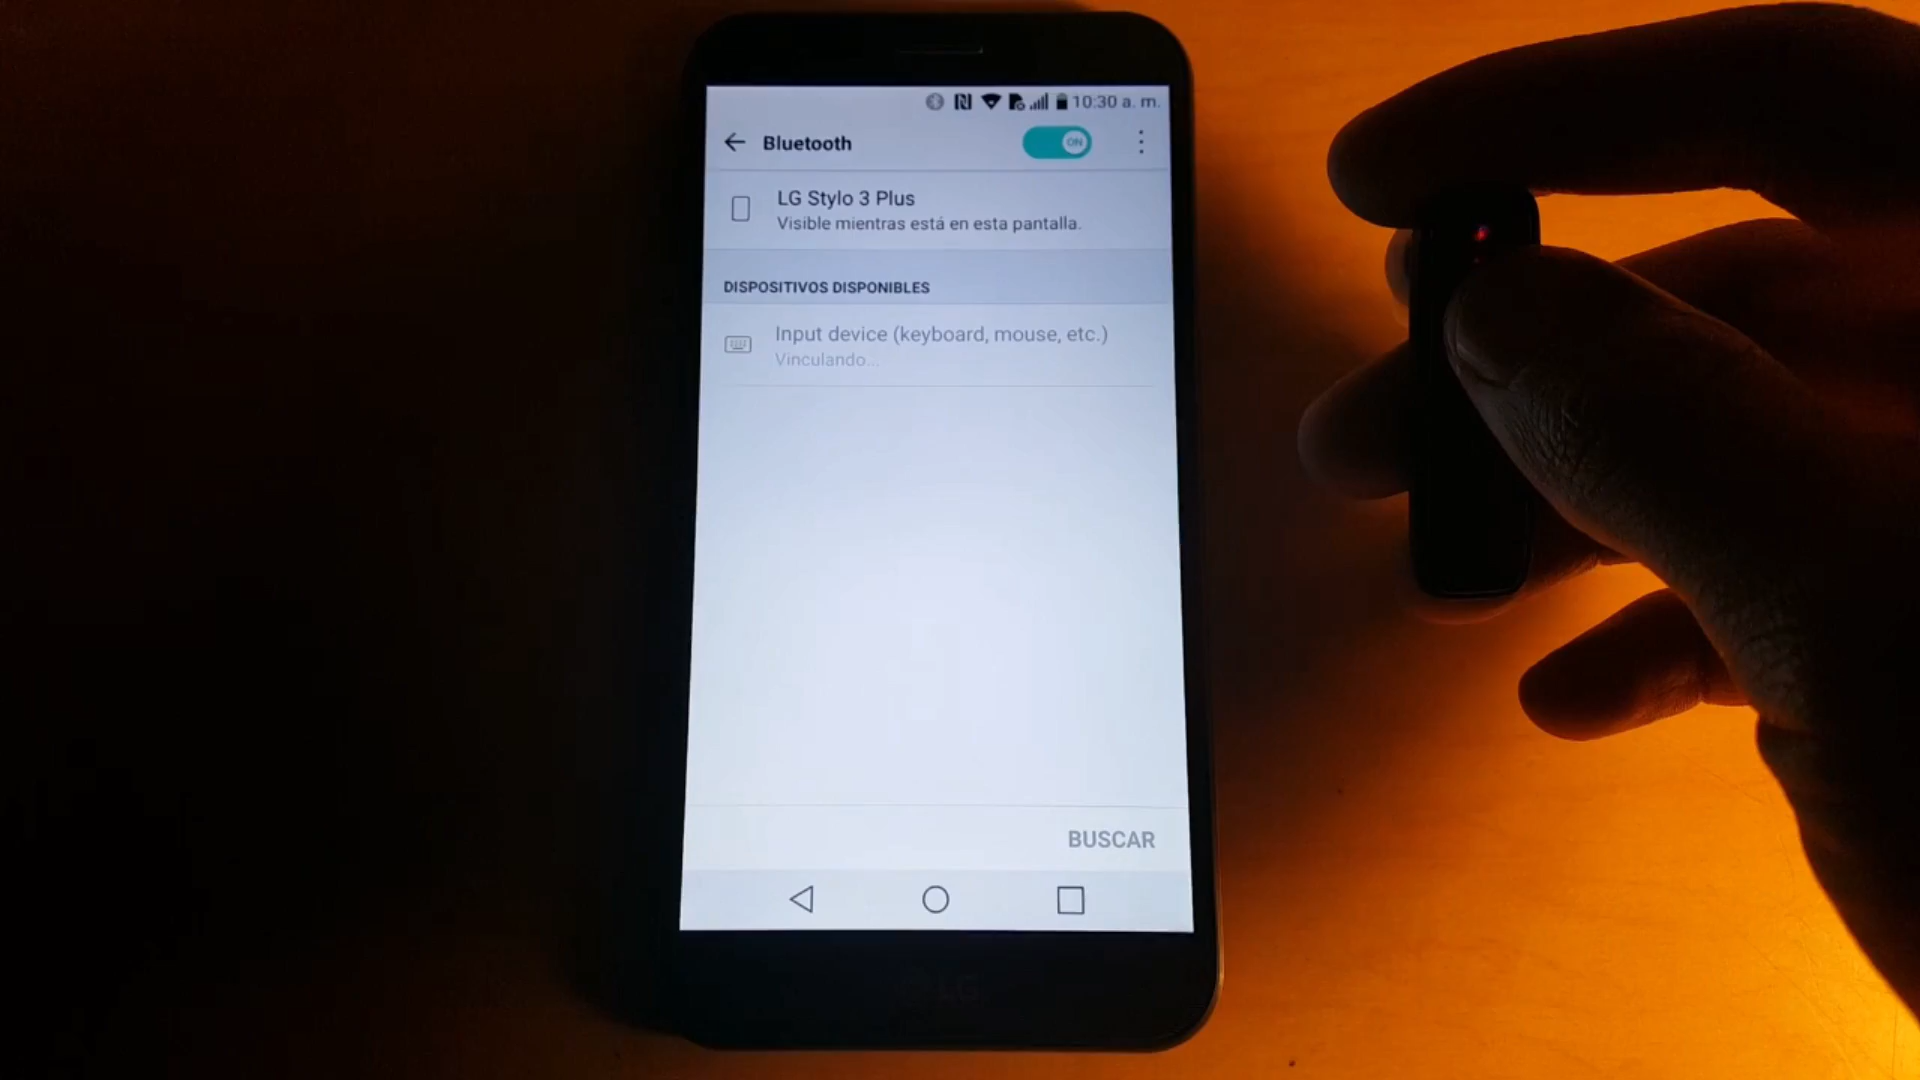 10:30 a. m.
Bluetooth
ON
LG Stylo 3 Plus
Visible mientras está en esta pantalla.
DISPOSITIVOS DISPONIBLES
Input device (keyboard, mouse, etc.)
Vinculando...
BUSCAR
LG